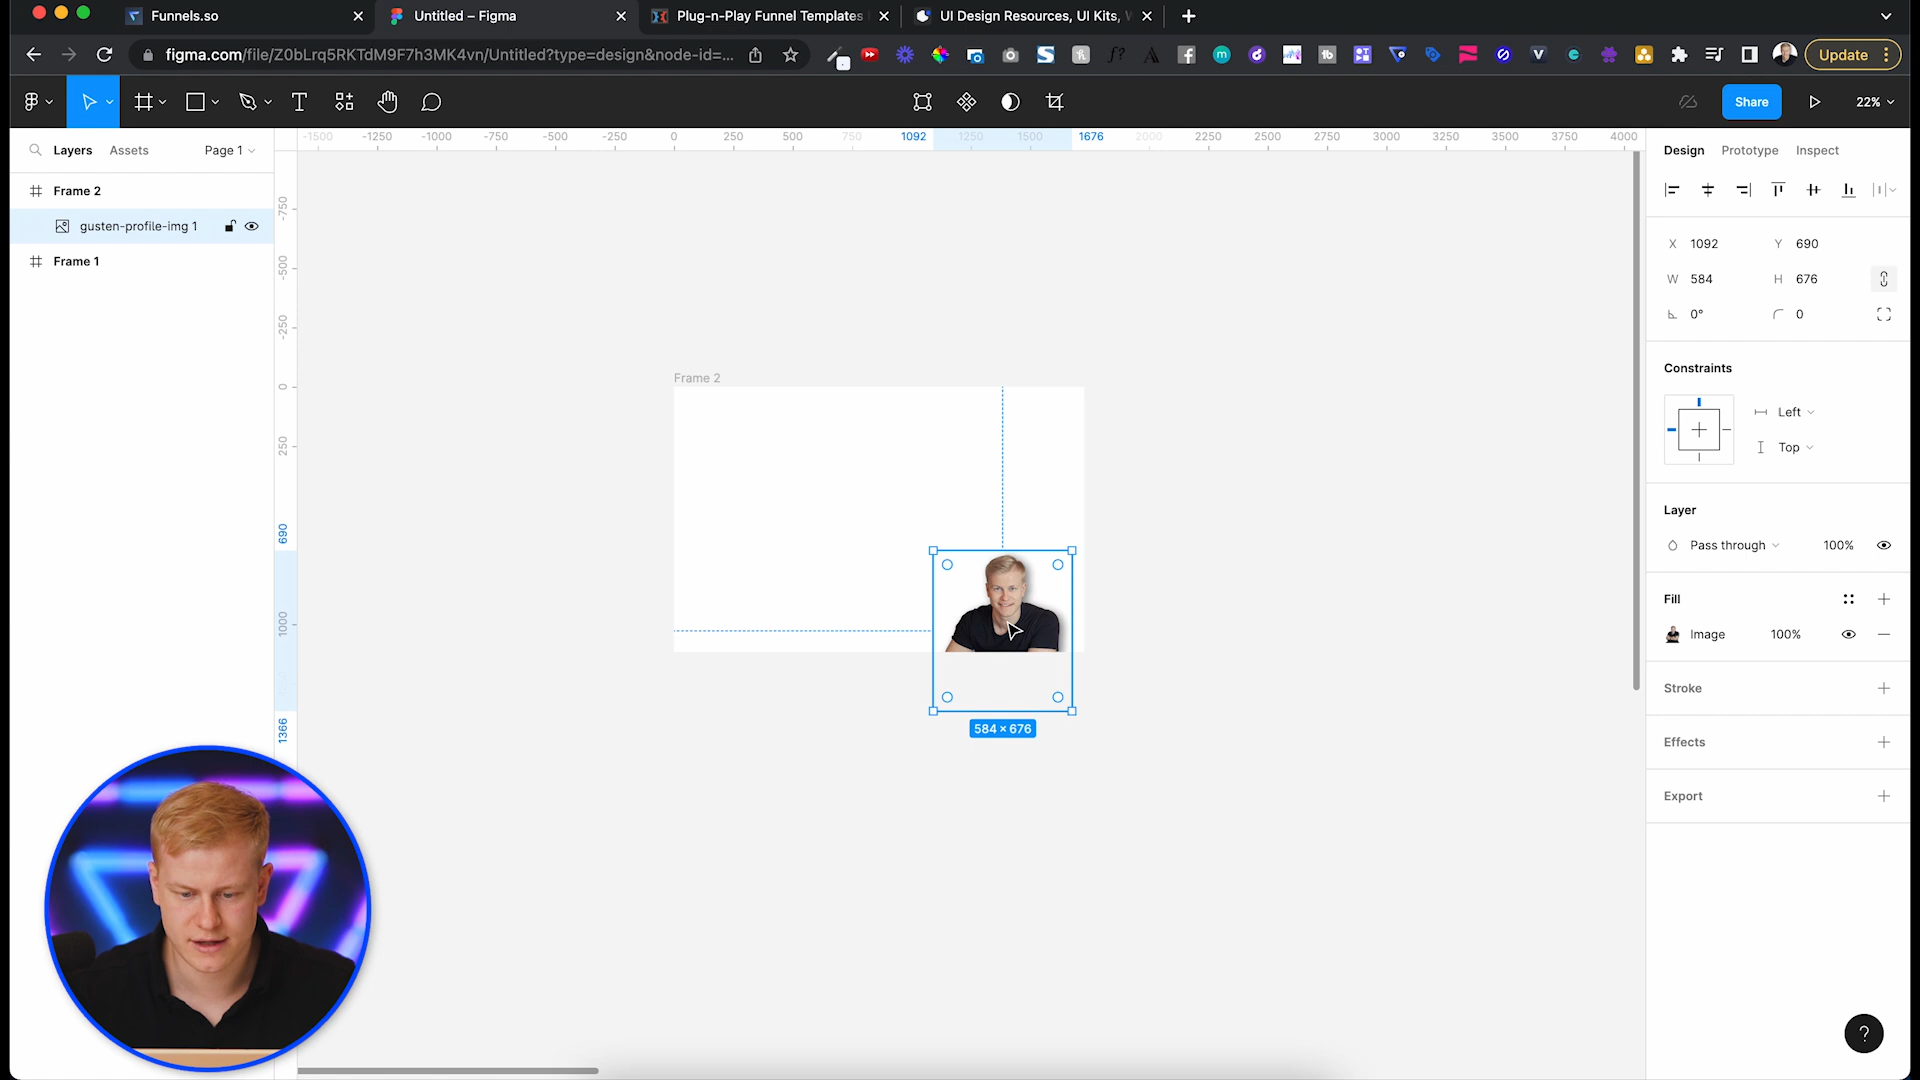 Funnels.so
Untitled – Figma
Plug-n-Play Funnel Templates
UI Design Resources, UI Kits,
figma.com/file/Z0bLrq5RKTdM9F7h3MK4vn/Untitled?type=design&node-id=...
Update
Share
22%
Layers
Assets
Page 1
-1500
-1250
-1000
-750
-500
-250
0
250
500
750
1092
1250
1500
1676
2000
2250
2500
2750
3000
3250
3500
3750
4000
Design
Prototype
Inspect
Frame 2
gusten-profile-img 1
Frame 1
-750
-500
-250
0
250
690
1000
1366
Frame 2
584 × 676
X 1092
Y 690
W 584
H 676
0°
0
Constraints
Left
Top
Layer
Pass through
100%
Fill
Image
100%
Stroke
Effects
Export
?